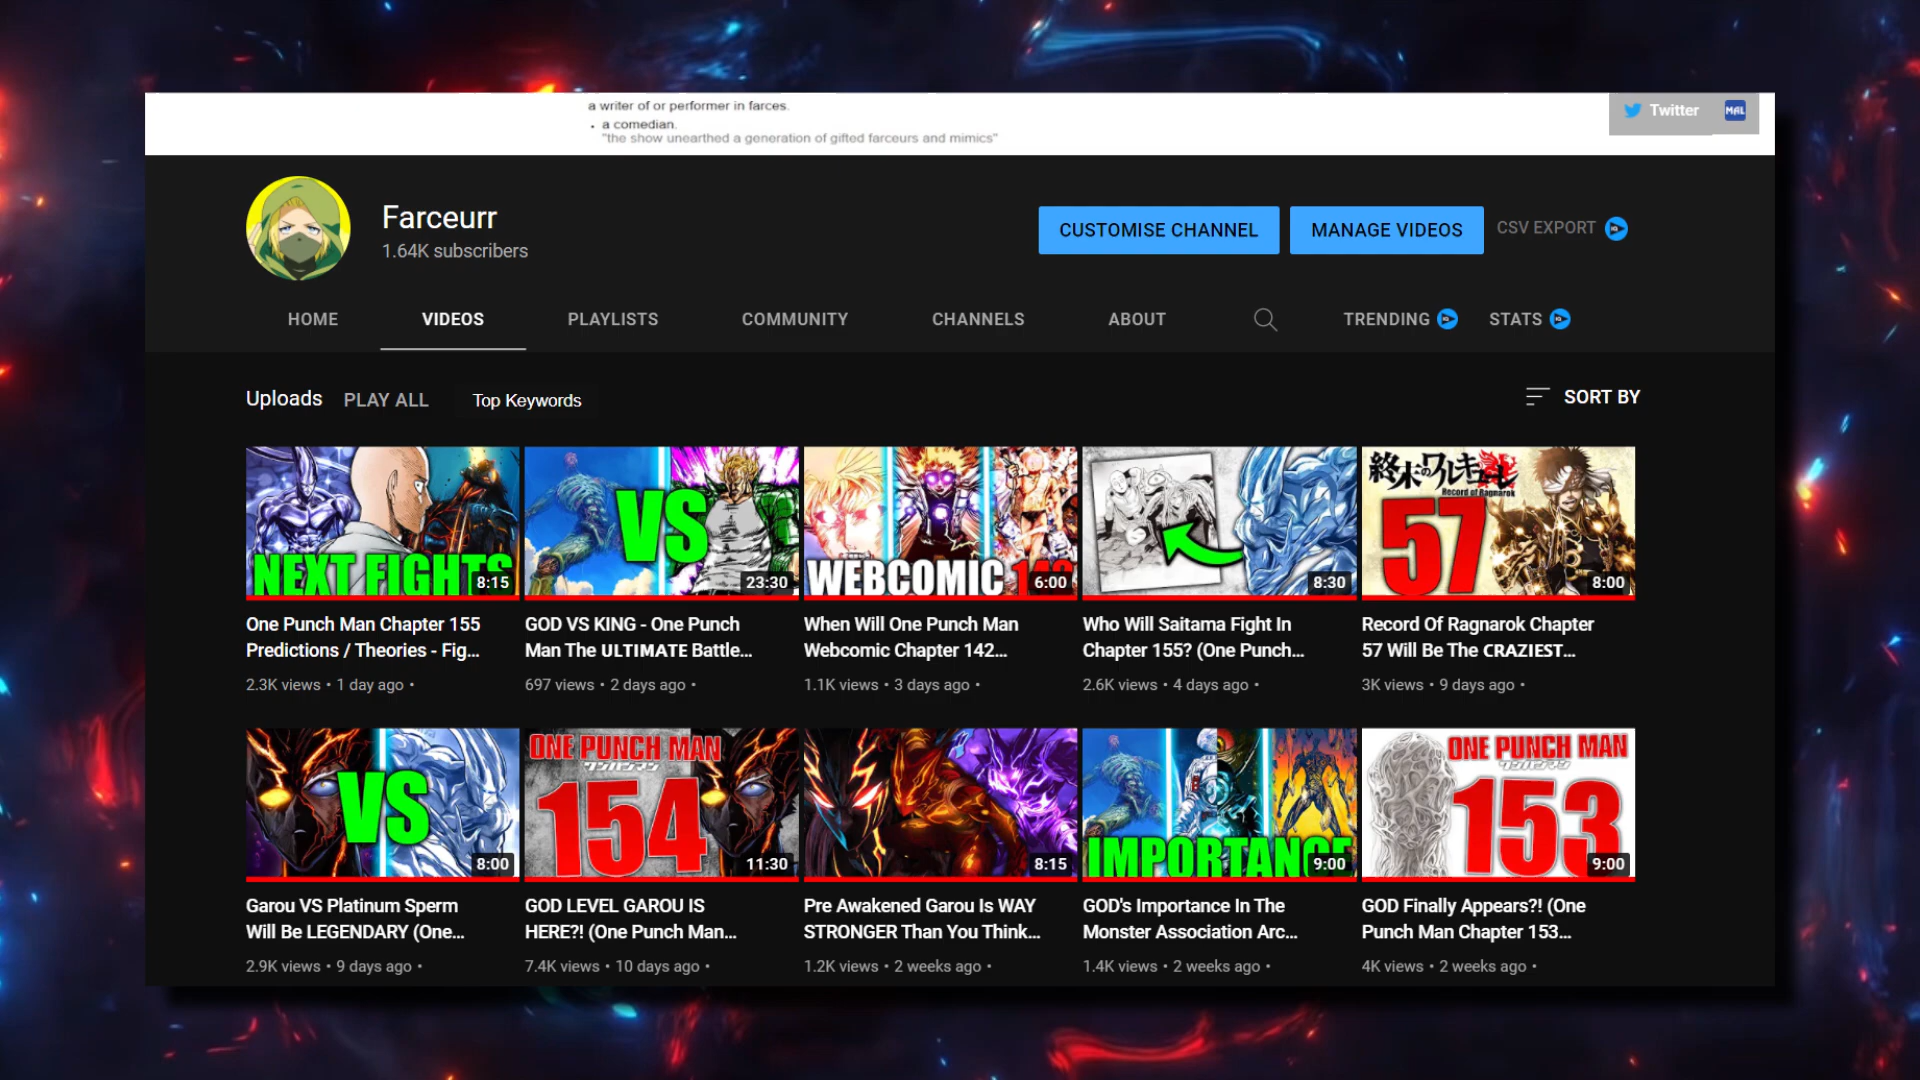 a writer of or performer in farces.
• a comedian.
"the show unearthed a generation of gifted farceurs and mimics"
Twitter
MAL
Farceurr
1.64K subscribers
CUSTOMISE CHANNEL
MANAGE VIDEOS
CSV EXPORT
HOME
VIDEOS
PLAYLISTS
COMMUNITY
CHANNELS
ABOUT
TRENDING
STATS
Uploads
PLAY ALL
Top Keywords
SORT BY
NEXT FIGHTS
8:15
VS
23:30
WEBCOMIC
6:00
8:30
終末のワルキューレ
Record of Ragnarok
57
8:00
One Punch Man Chapter 155
Predictions / Theories - Fig...
2.3K views • 1 day ago •
GOD VS KING - One Punch
Man The ULTIMATE Battle...
697 views • 2 days ago •
When Will One Punch Man
Webcomic Chapter 142...
1.1K views • 3 days ago •
Who Will Saitama Fight In
Chapter 155? (One Punch...
2.6K views • 4 days ago •
Record Of Ragnarok Chapter
57 Will Be The CRAZIEST...
3K views • 9 days ago •
VS
8:00
ONE PUNCH MAN
ワンパンマン
154
11:30
8:15
IMPORTANCE
9:00
ONE PUNCH MAN
ワンパンマン
153
9:00
Garou VS Platinum Sperm
Will Be LEGENDARY (One...
2.9K views • 9 days ago •
GOD LEVEL GAROU IS
HERE?! (One Punch Man...
7.4K views • 10 days ago •
Pre Awakened Garou Is WAY
STRONGER Than You Think...
1.2K views • 2 weeks ago •
GOD's Importance In The
Monster Association Arc...
1.4K views • 2 weeks ago •
GOD Finally Appears?! (One
Punch Man Chapter 153...
4K views • 2 weeks ago •